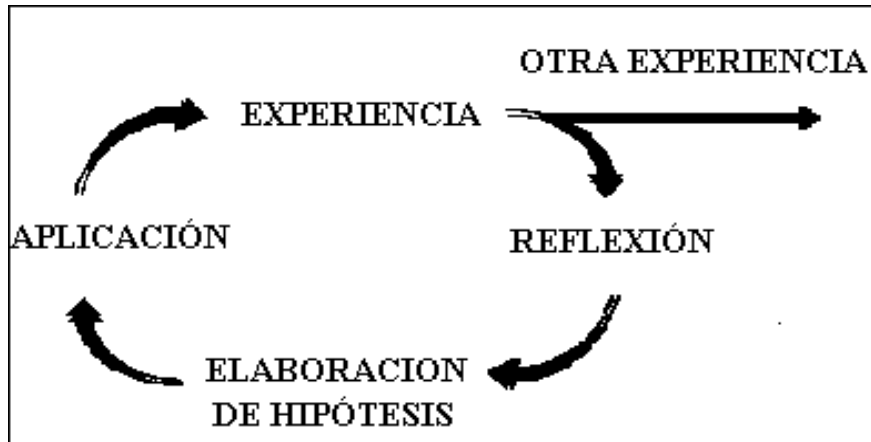 OTRA EXPERIENCIA
EXPERIENCIA
APLICACIÓN
REFLEXIÓN
ELABORACION
DE HIPÓTESIS